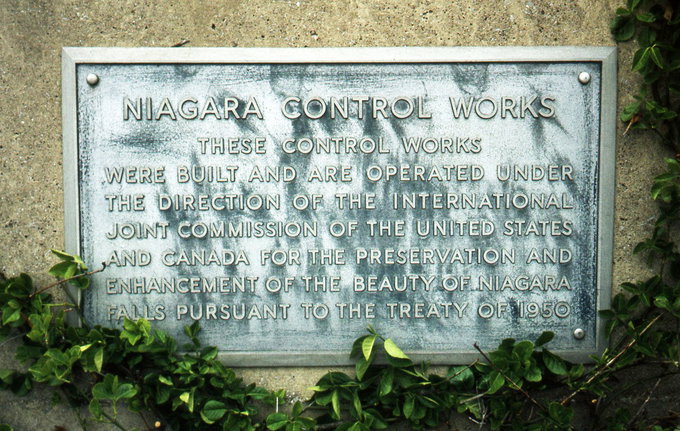 NIAGARA CONTROL WORKS
THESE CONTROL WORKS
WERE BUILT AND ARE OPERATED UNDER
THE DIRECTION OF THE INTERNATIONAL
JOINT COMMISSION OF THE UNITED STATES
AND CANADA FOR THE PRESERVATION AND
ENHANCEMENT OF THE BEAUTY OF NIAGARA
FALLS PURSUANT TO THE TREATY OF 1950